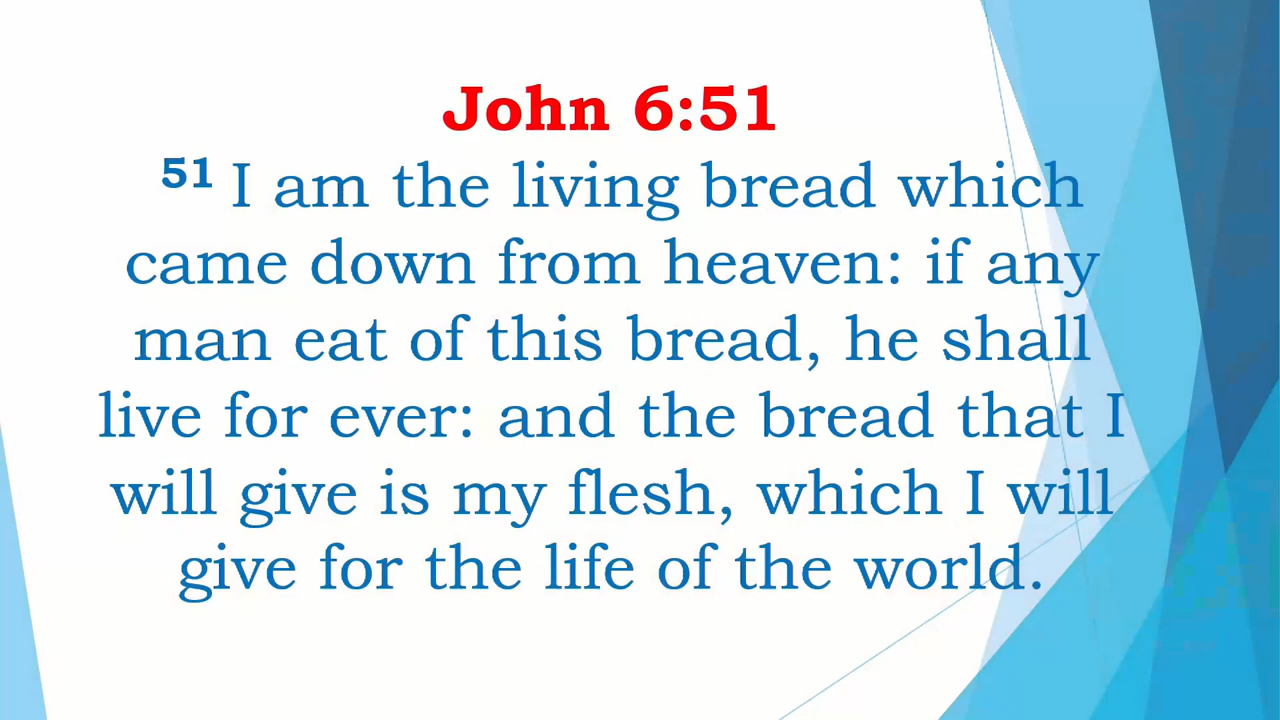 John 6:51
51 I am the living bread which
came down from heaven: if any
man eat of this bread, he shall
live for ever: and the bread that I
will give is my flesh, which I will
give for the life of the world.